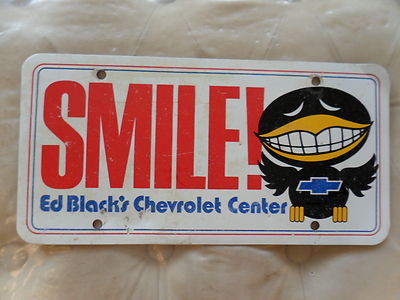 SMILE!
Ed Black's Chevrolet Center